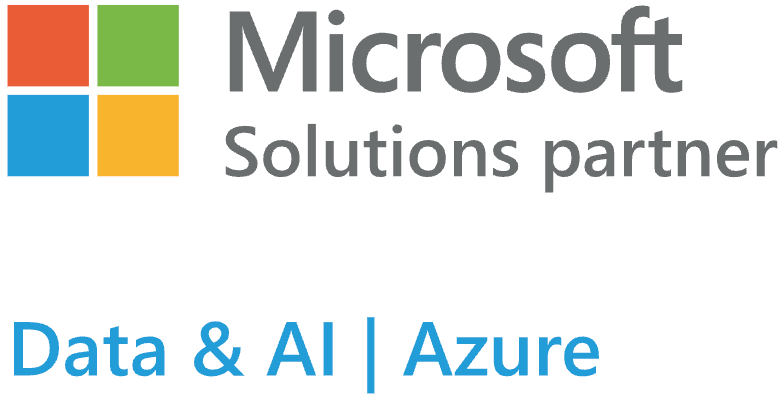 Microsoft
Solutions partner
Data & AI | Azure